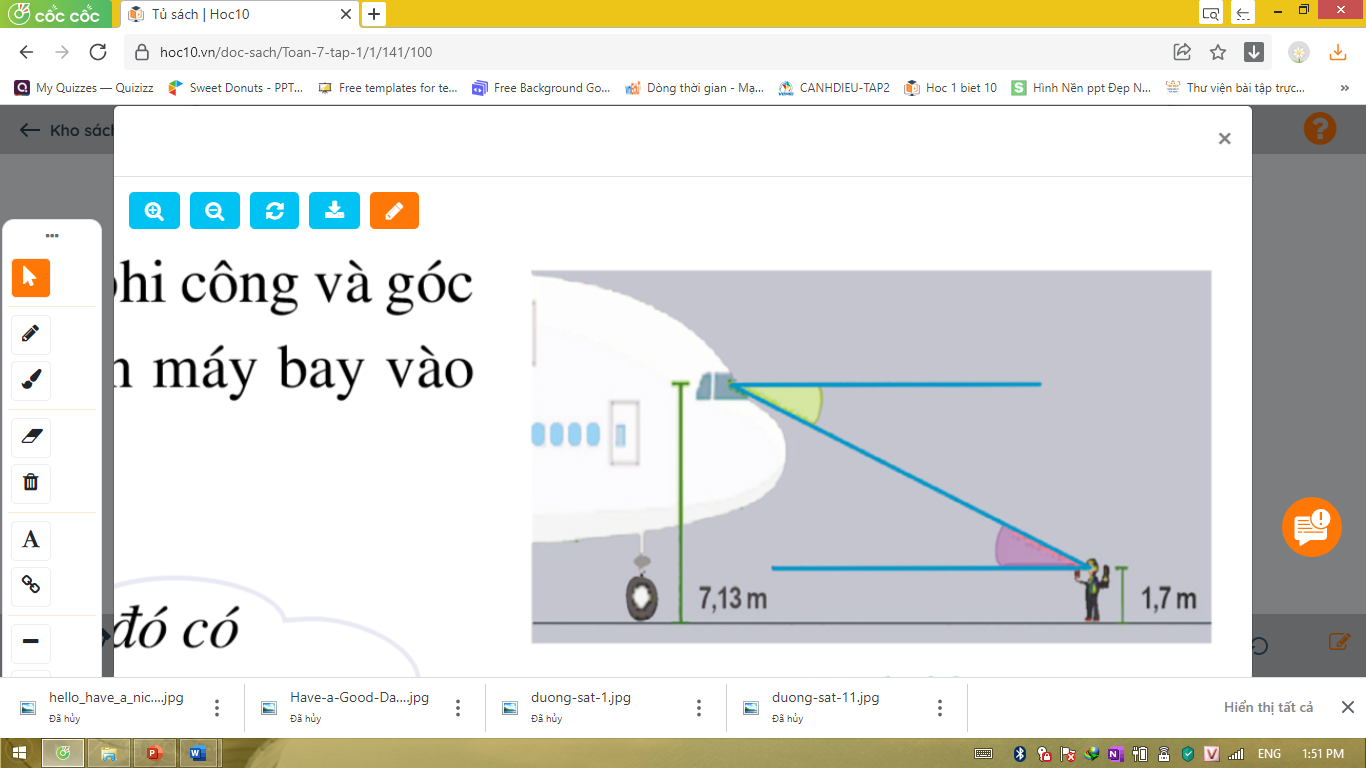 cốc cốc
Tủ sách | Hoc10
hoc10.vn/doc-sach/Toan-7-tap-1/1/141/100
My Quizzes — Quizizz
Sweet Donuts - PPT...
Free templates for te...
Free Background Go...
Dòng thời gian - Mạ...
CANHDIEU-TAP2
Hoc 1 biet 10
Hình Nền ppt Đẹp N...
Thư viện bài tập trực...
Kho sách
hi công và góc
máy bay vào
7,13 m
1,7 m
đó có
hello_have_a_nic....jpg
Đã hủy
Have-a-Good-Da....jpg
Đã hủy
duong-sat-1.jpg
Đã hủy
duong-sat-11.jpg
Đã hủy
Hiển thị tất cả
ENG
1:51 PM